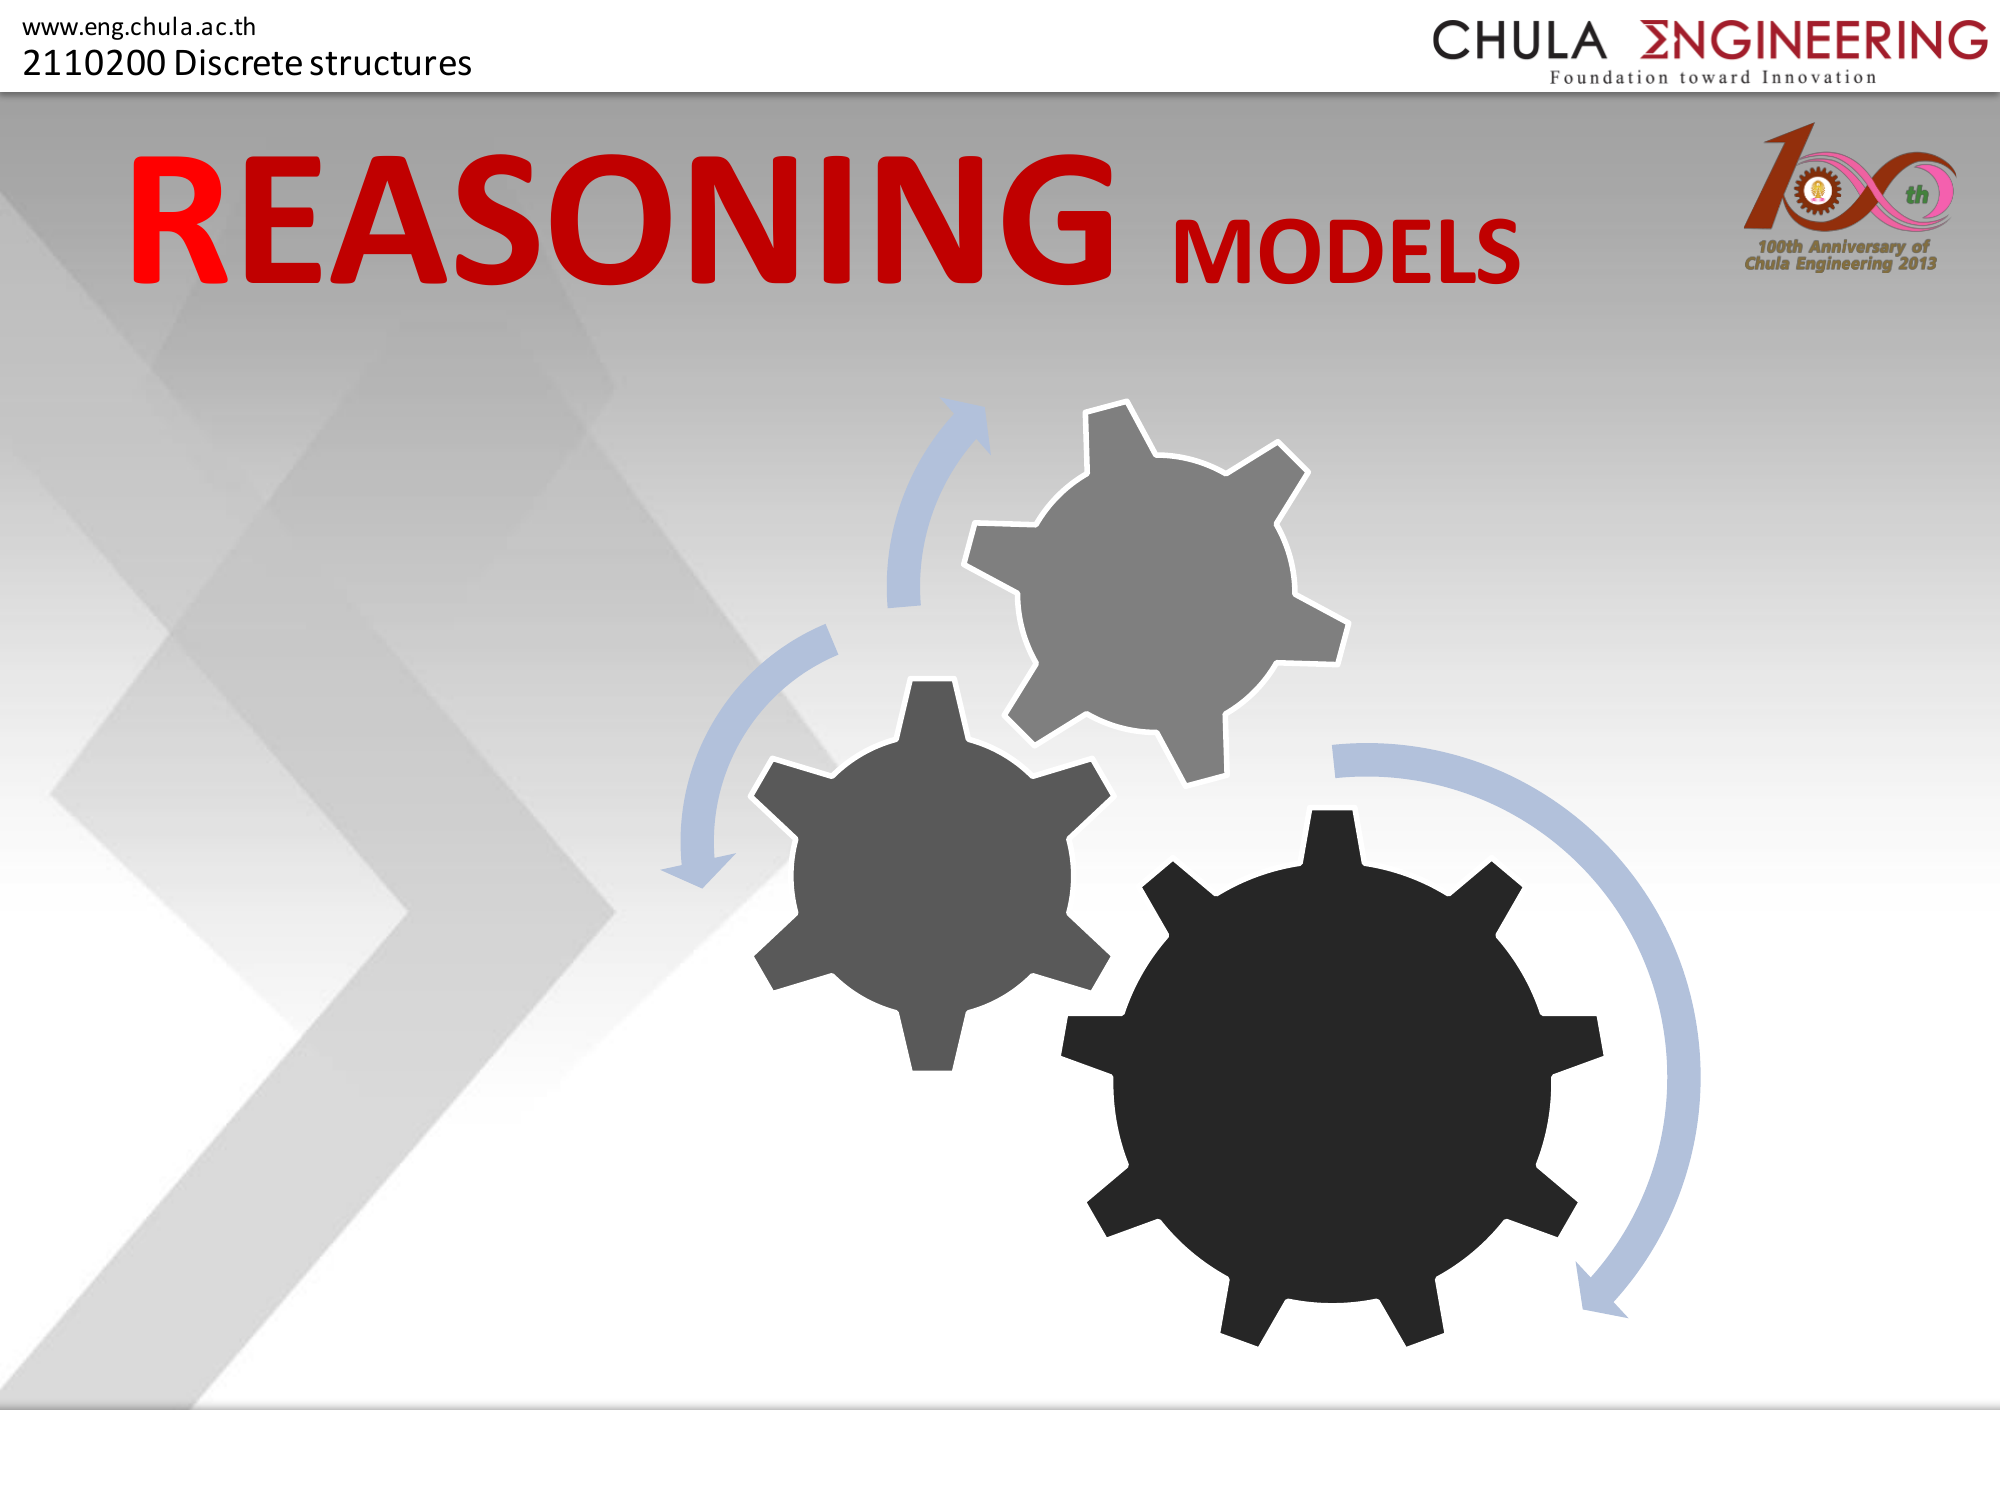 www.eng.chula.ac.th
2110200 Discrete structures
CHULA ΣNGINEERING
Foundation toward Innovation
REASONING MODELS
100th
100th Anniversary of
Chula Engineering 2013